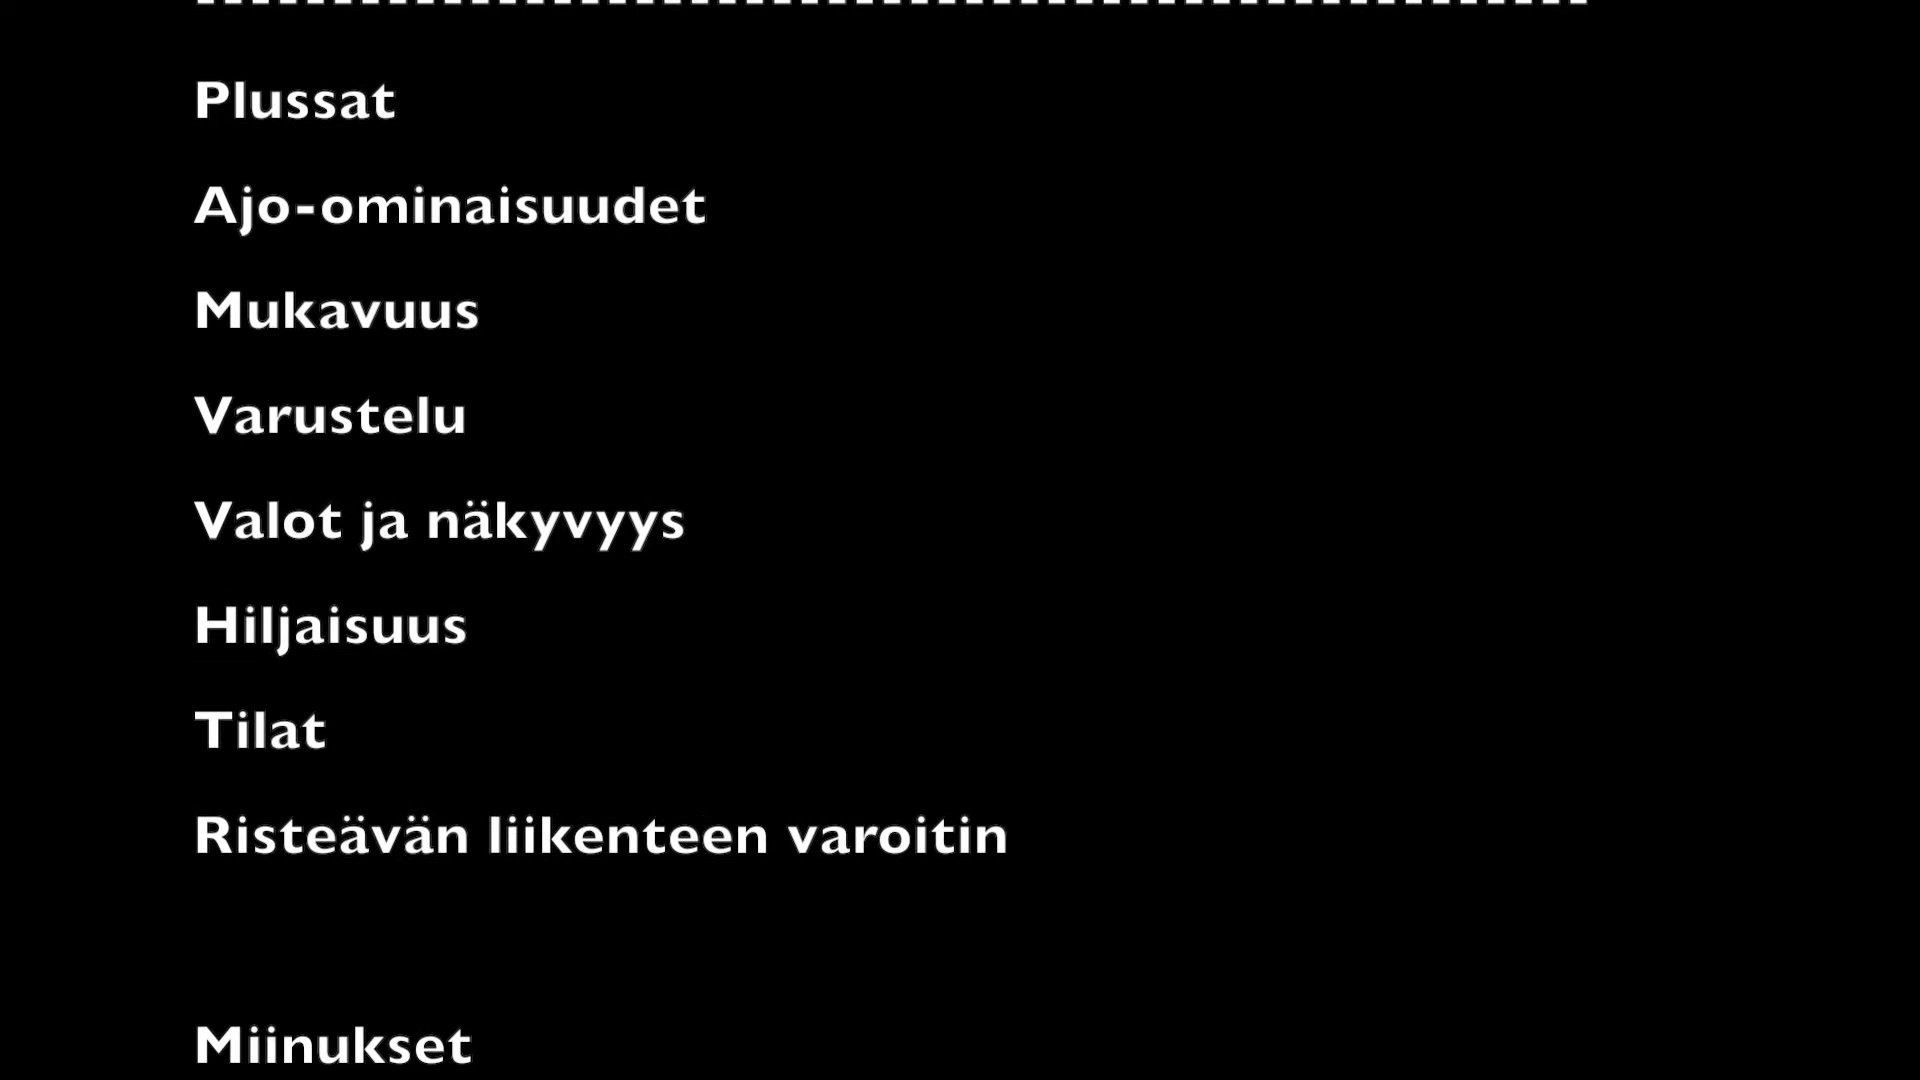 Plussat
Ajo-ominaisuudet
Mukavuus
Varustelu
Valot ja näkyvyys
Hiljaisuus
Tilat
Risteävän liikenteen varoitin
Miinukset